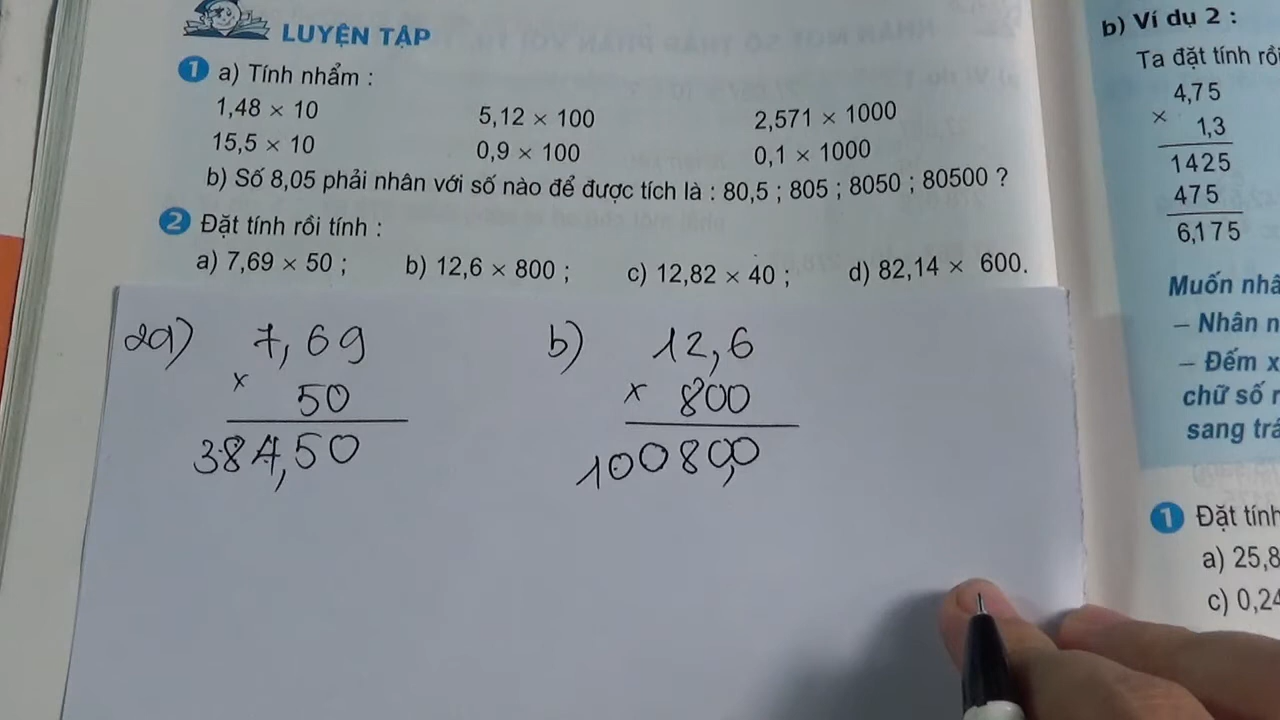 LUYỆN TẬP
1 a) Tính nhẩm :
1,48 × 10 5,12 × 100 2,571 × 1000
15,5 × 10 0,9 × 100 0,1 × 1000
b) Số 8,05 phải nhân với số nào để được tích là : 80,5 ; 805 ; 8050 ; 80500 ?
2 Đặt tính rồi tính :
a) 7,69 × 50 ; b) 12,6 × 800 ; c) 12,82 × 40 ; d) 82,14 × 600.
2a) 7,69
× 50
384,50
b) 12,6
× 800
10080,0
b) Ví dụ 2 :
Ta đặt tính rồi
4,75
× 1,3
1425
475
6,175
Muốn nhâ
– Nhân n
– Đếm x
chữ số
sang trá
1 Đặt tính
a) 25,8
c) 0,24